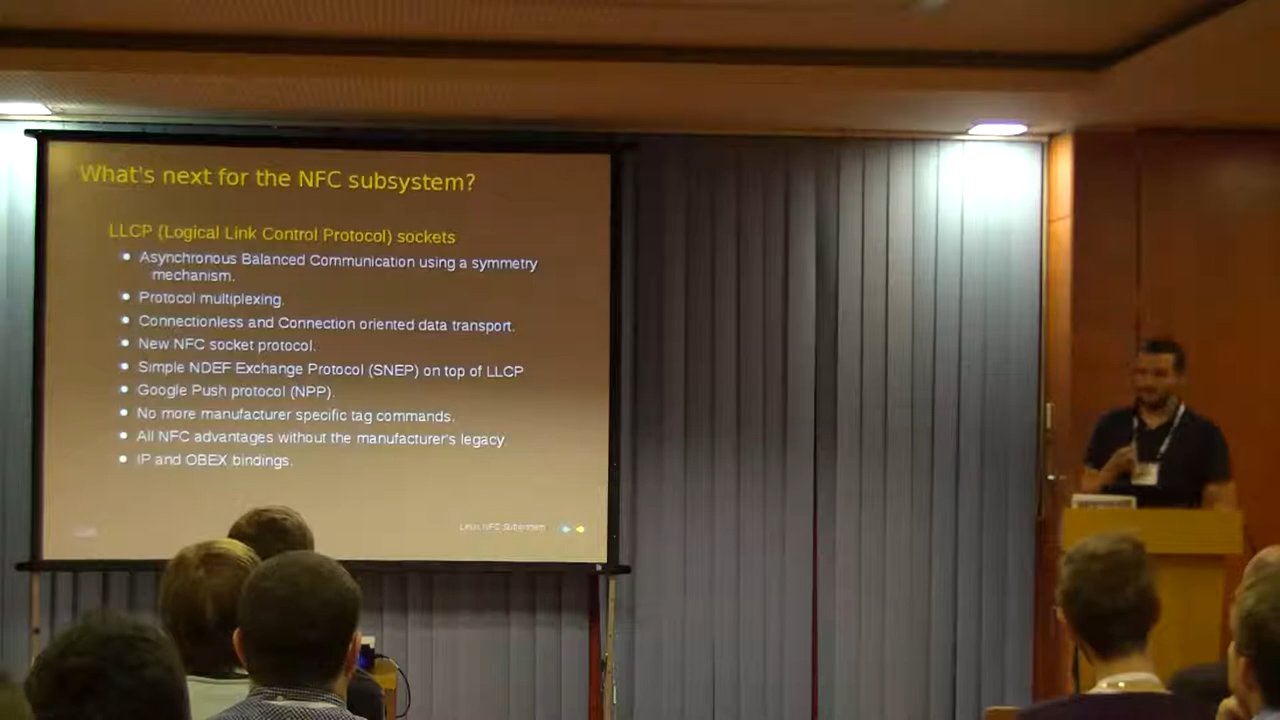 What's next for the NFC subsystem?
LLCP (Logical Link Control Protocol) sockets
Asynchronous Balanced Communication using a symmetry
mechanism.
Protocol multiplexing.
Connectionless and Connection oriented data transport.
New NFC socket protocol.
Simple NDEF Exchange Protocol (SNEP) on top of LLCP
Google Push protocol (NPP).
No more manufacturer specific tag commands.
All NFC advantages without the manufacturer's legacy
IP and OBEX bindings.
Linux NFC Subsystem